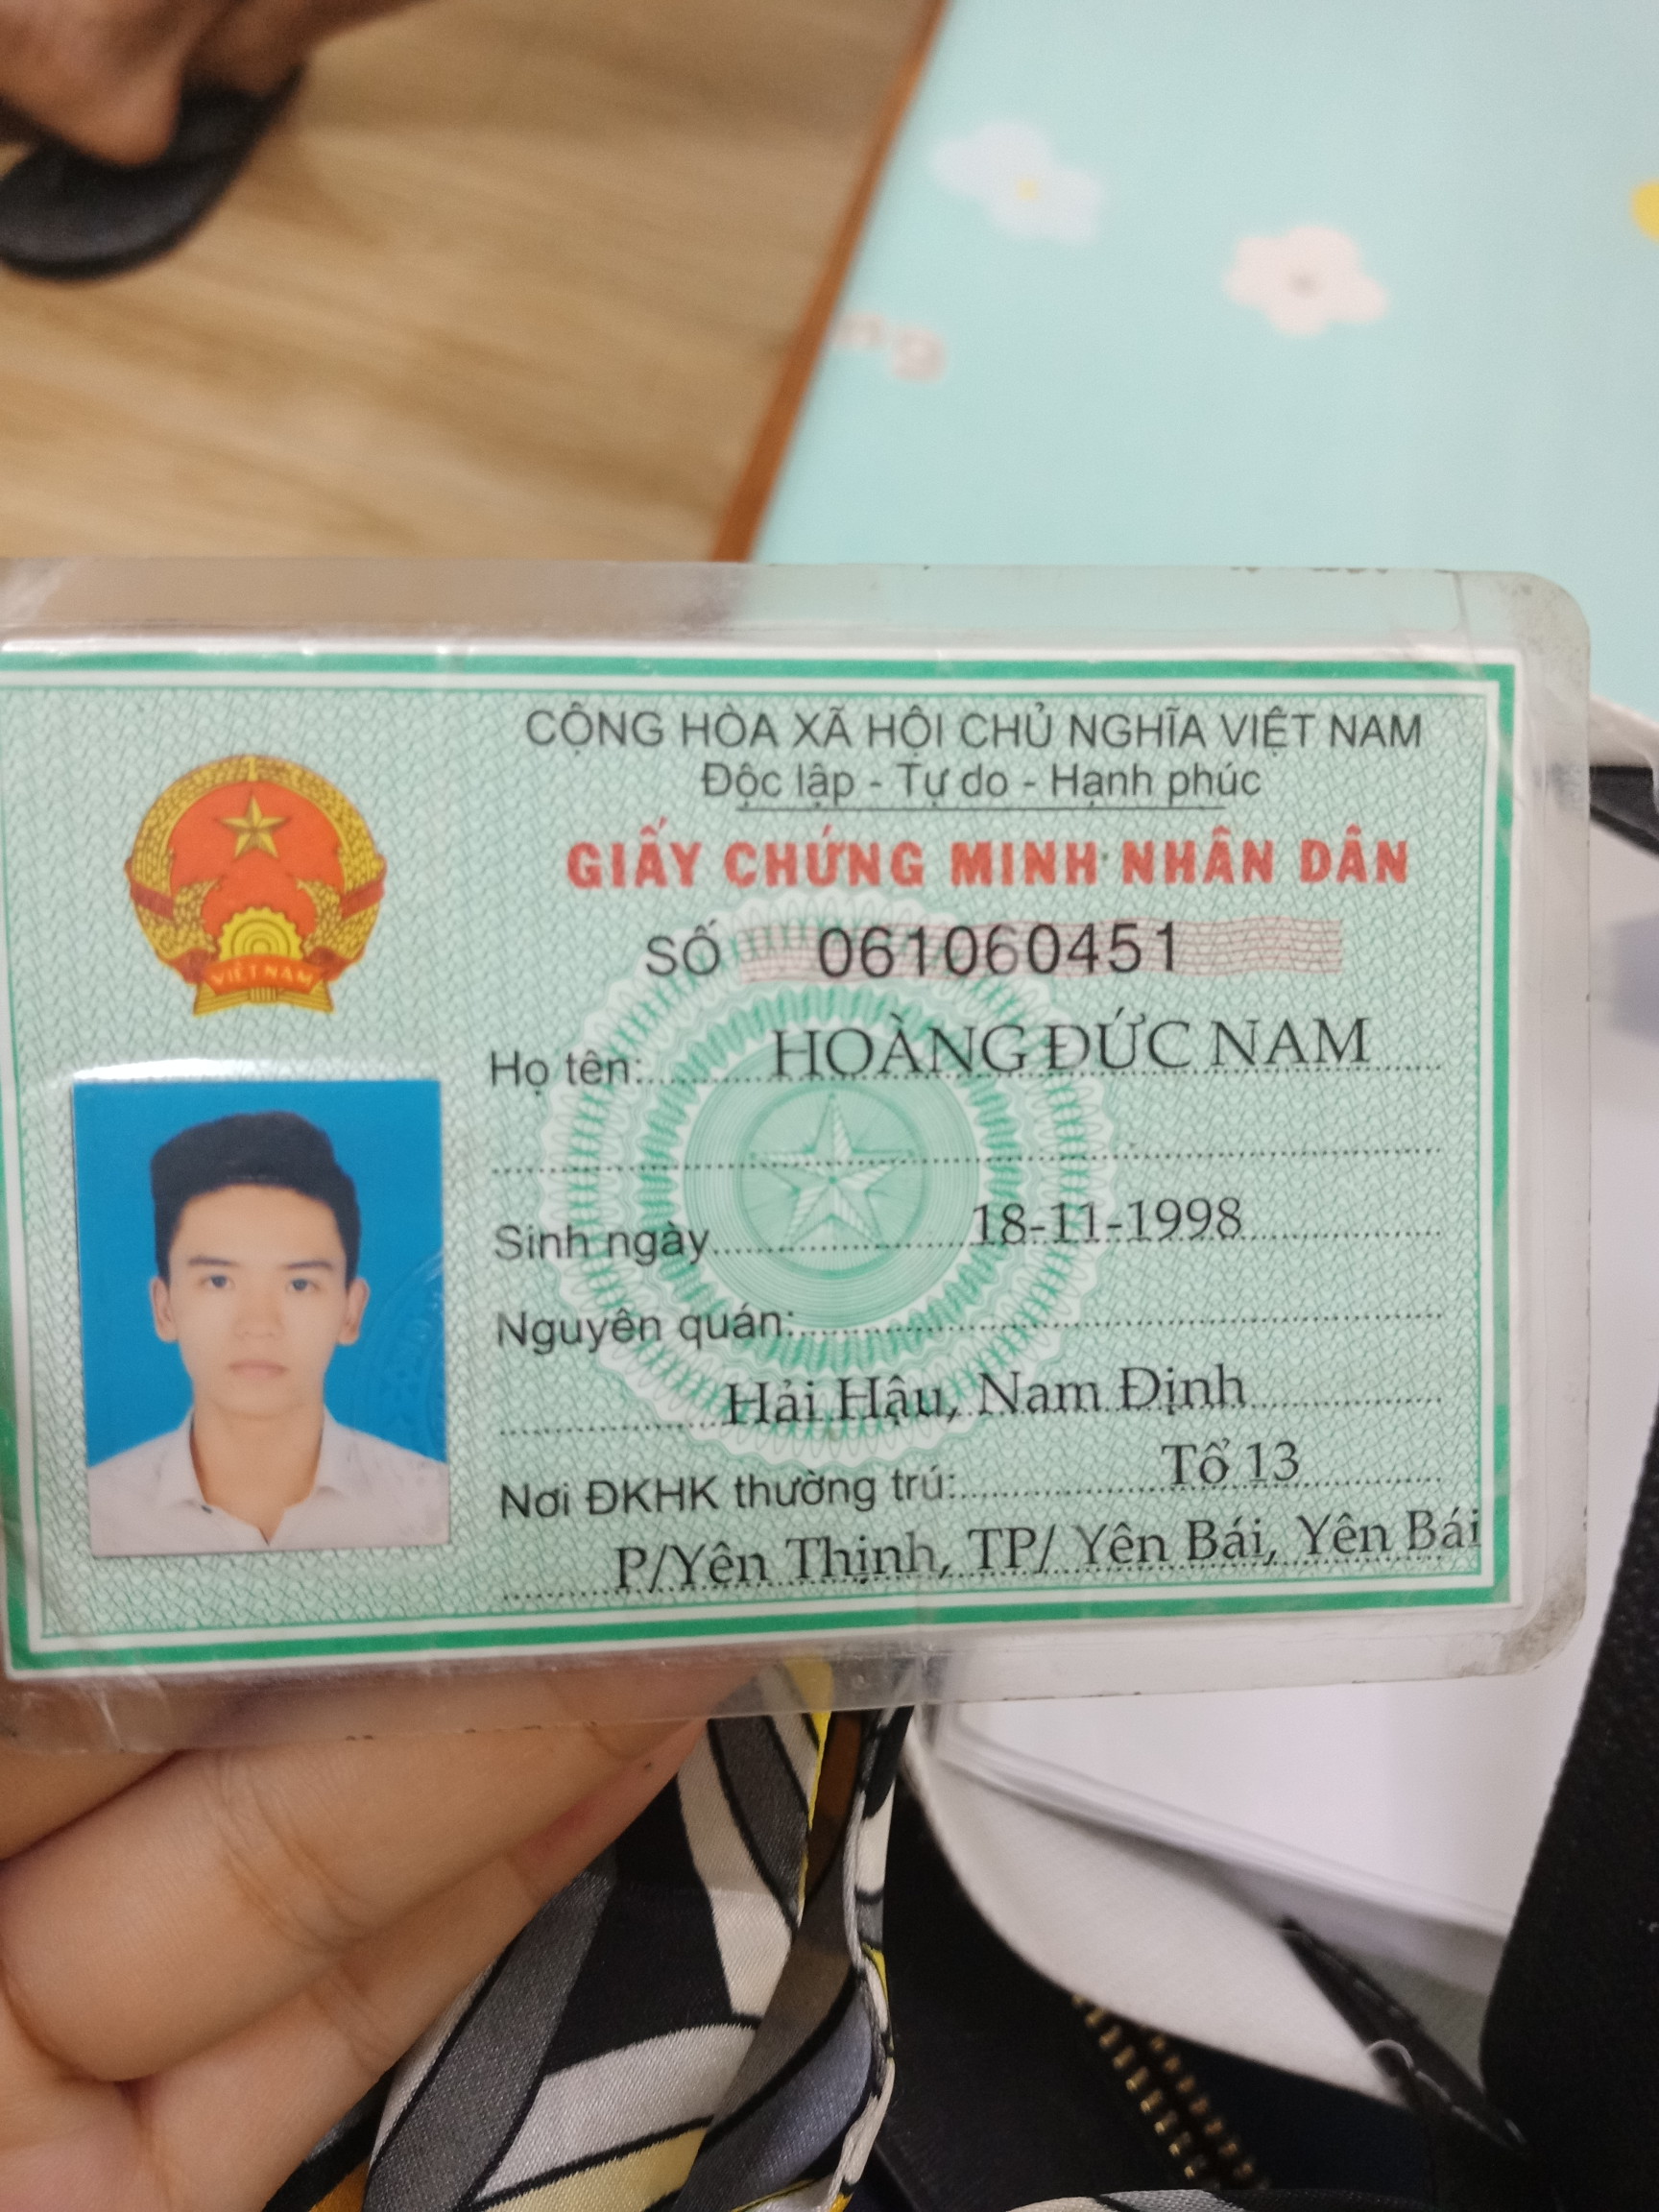 CỘNG HÒA XÃ HỘI CHỦ NGHĨA VIỆT NAM
Độc lập - Tự do - Hạnh phúc
GIẤY CHỨNG MINH NHÂN DÂN
SỐ 061060451
Họ tên: HOÀNG ĐỨC NAM
Sinh ngày 18-11-1998
Nguyên quán:
Hải Hậu, Nam Định
Nơi ĐKHK thường trú: Tổ 13
P/Yên Thịnh, TP/ Yên Bái, Yên Bái
VIỆT NAM